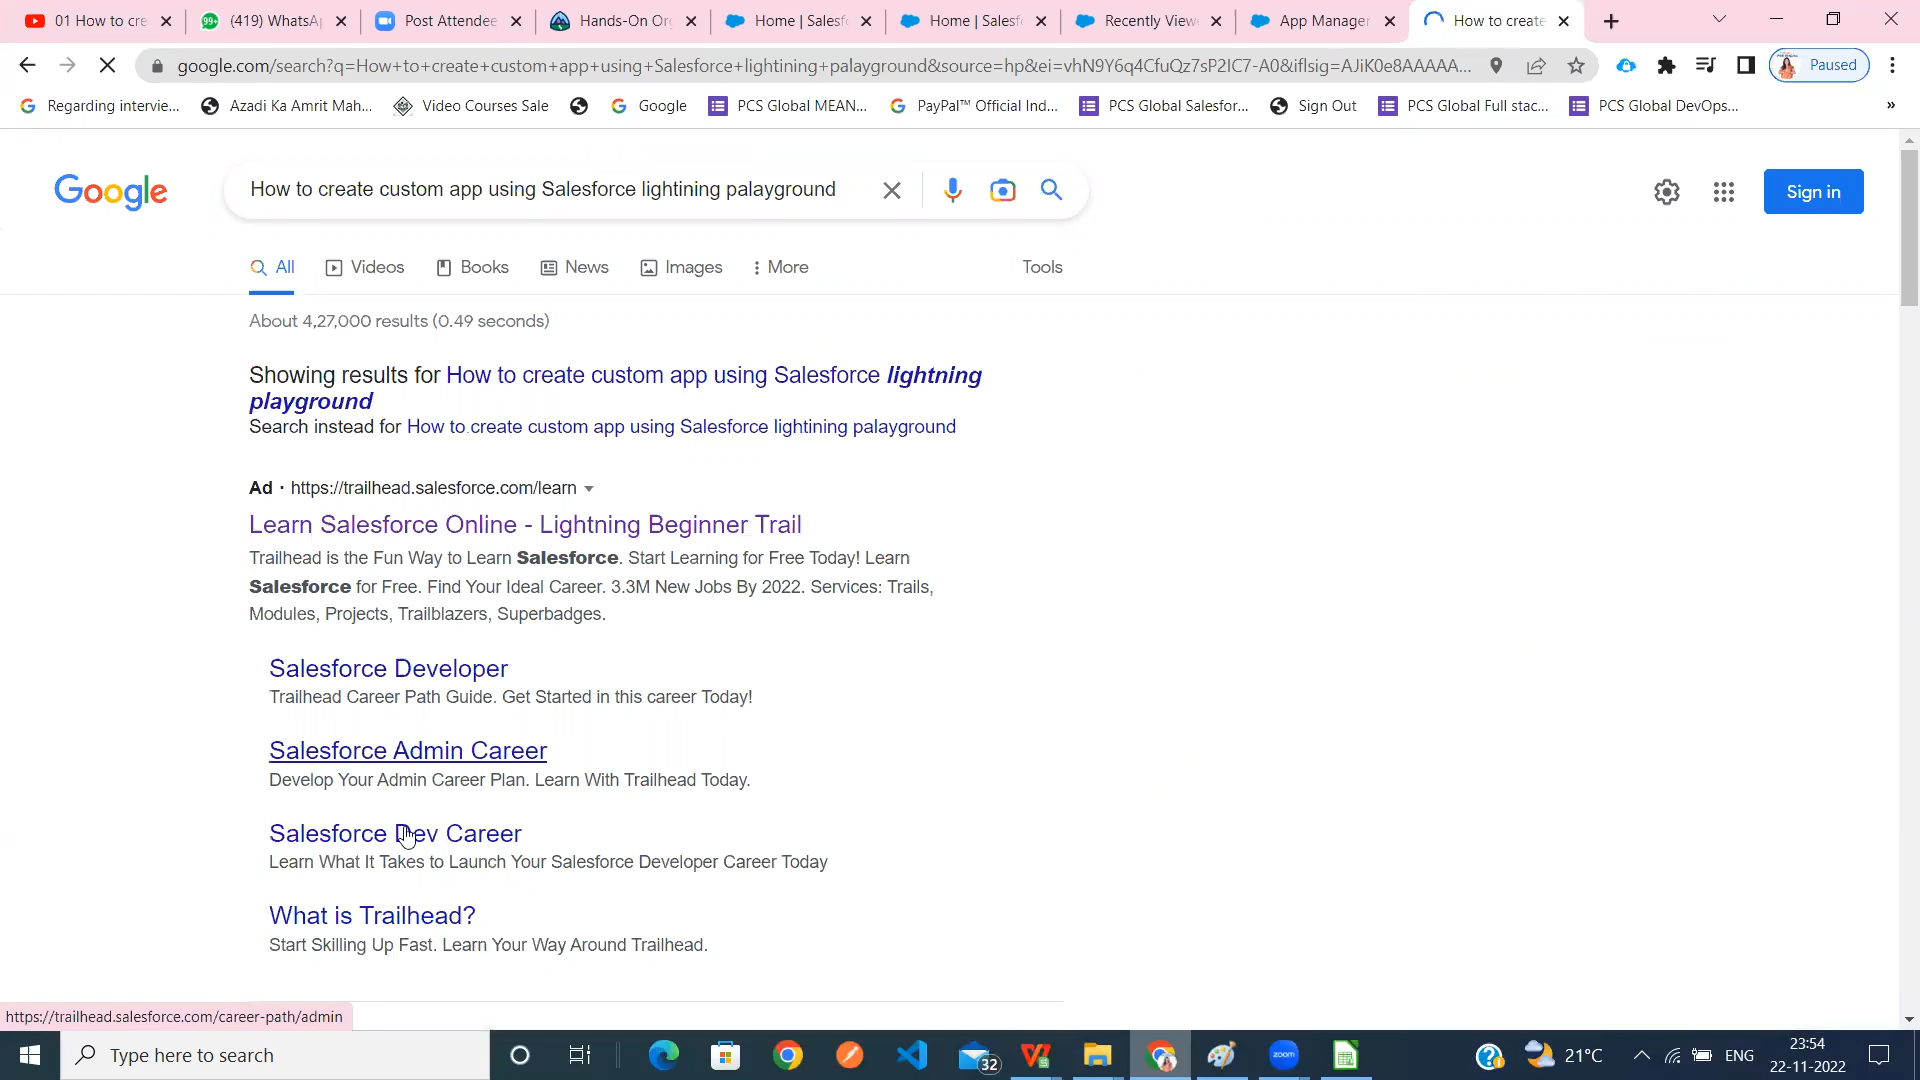 01 How to cre
(419) WhatsA
Post Attendee
Hands-On Or
Home | Salesf
Home | Salesf
Recently View
App Manager
How to create
google.com/search?q=How+to+create+custom+app+using+Salesforce+lightining+palayground&source=hp&ei=vhN9Y6q4CfuQz7sP2IC7-A0&iflsig=AJiK0e8AAAAA...
Paused
Regarding intervie...
Azadi Ka Amrit Mah...
Video Courses Sale
Google
PCS Global MEAN...
PayPal™ Official Ind...
PCS Global Salesfor...
Sign Out
PCS Global Full stac...
PCS Global DevOps...
»
Google
How to create custom app using Salesforce lightining palayground
Sign in
All
Videos
Books
News
Images
More
Tools
About 4,27,000 results (0.49 seconds)
Showing results for How to create custom app using Salesforce lightning
playground
Search instead for How to create custom app using Salesforce lightining palayground
Ad · https://trailhead.salesforce.com/learn
Learn Salesforce Online - Lightning Beginner Trail
Trailhead is the Fun Way to Learn Salesforce. Start Learning for Free Today! Learn
Salesforce for Free. Find Your Ideal Career. 3.3M New Jobs By 2022. Services: Trails,
Modules, Projects, Trailblazers, Superbadges.
Salesforce Developer
Trailhead Career Path Guide. Get Started in this career Today!
Salesforce Admin Career
Develop Your Admin Career Plan. Learn With Trailhead Today.
Salesforce Dev Career
Learn What It Takes to Launch Your Salesforce Developer Career Today
What is Trailhead?
Start Skilling Up Fast. Learn Your Way Around Trailhead.
https://trailhead.salesforce.com/career-path/admin
Type here to search
32
zoom
21°C
ENG
23:54
22-11-2022